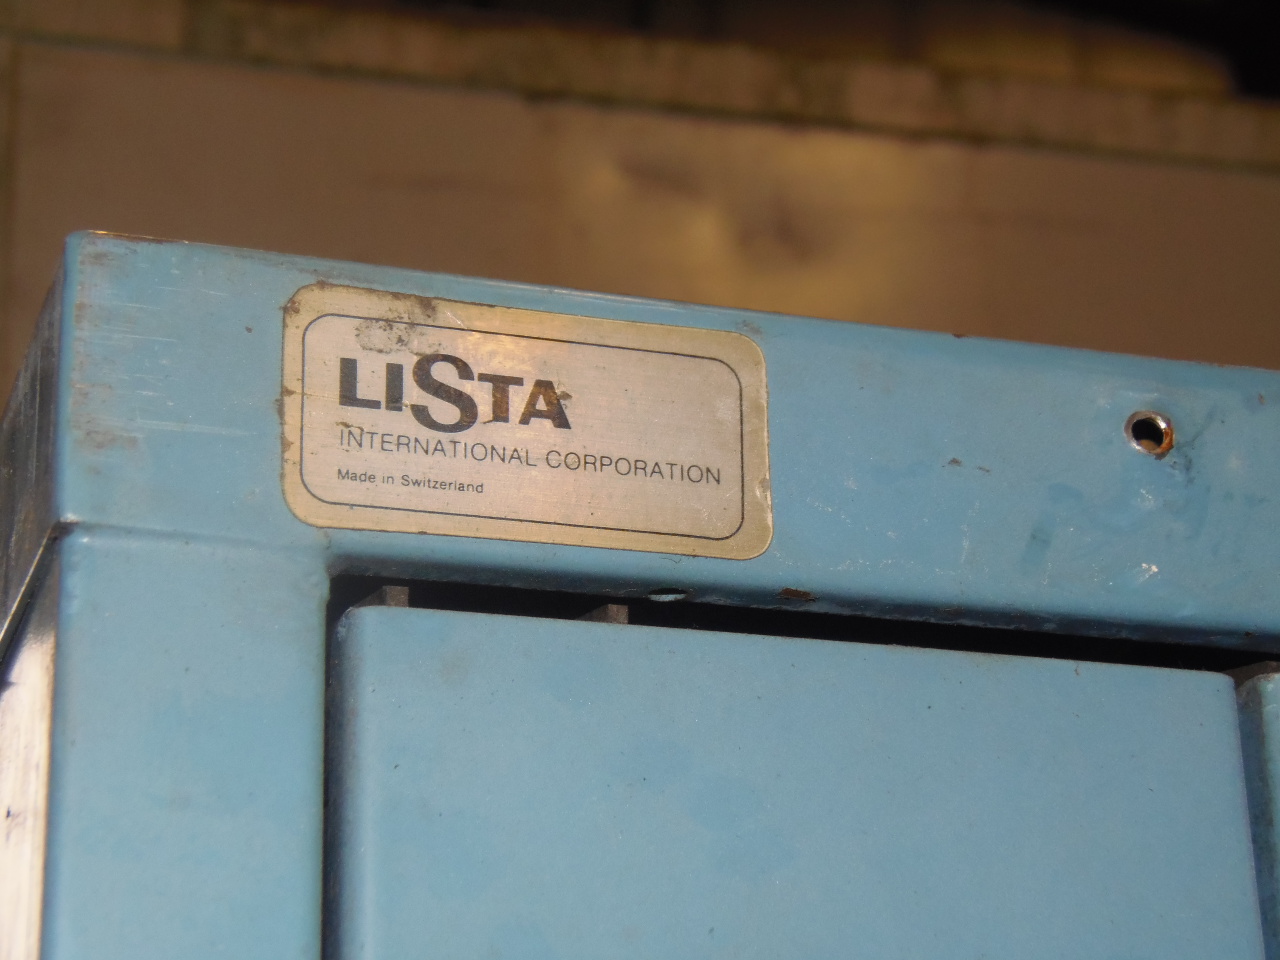 LISTA
INTERNATIONAL CORPORATION
Made in Switzerland